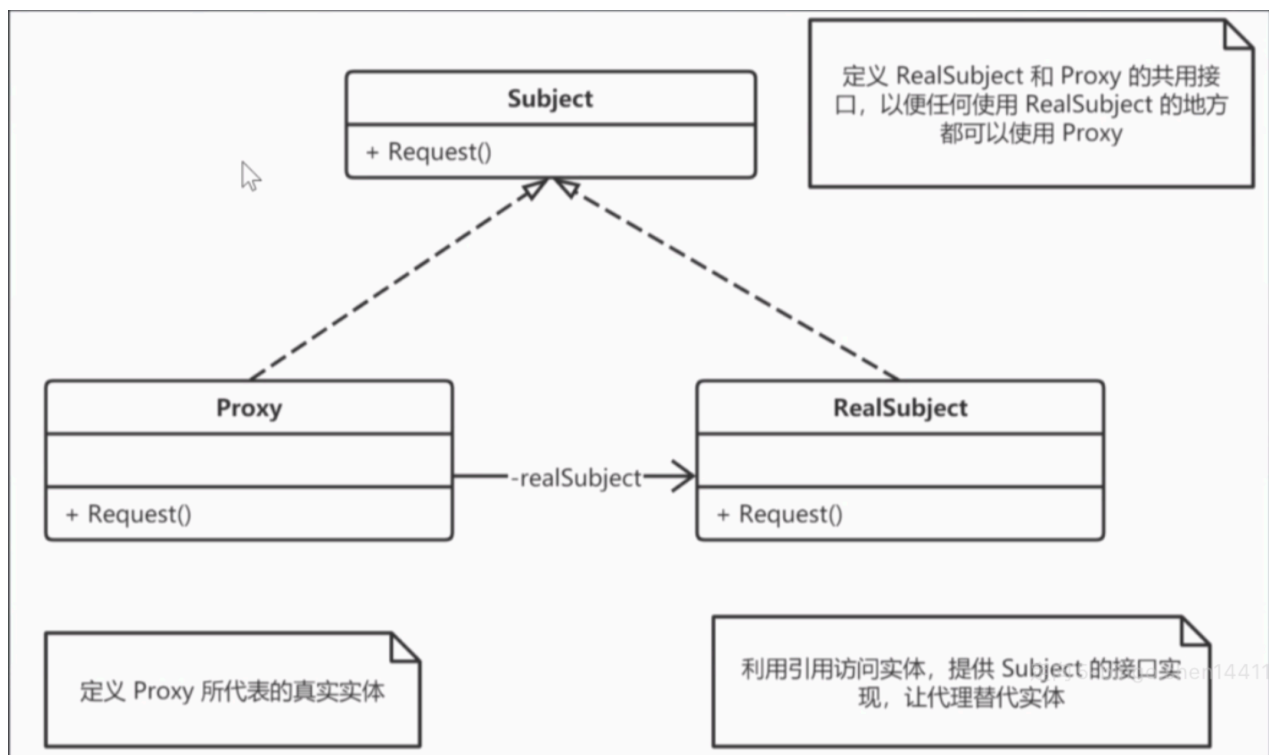 Subject
+ Request()
定义 RealSubject 和 Proxy 的共用接
口，以便任何使用 RealSubject 的地方
都可以使用 Proxy
Proxy
+ Request()
-realSubject
RealSubject
+ Request()
定义 Proxy 所代表的真实实体
利用引用访问实体，提供 Subject 的接口实
现，让代理替代实体